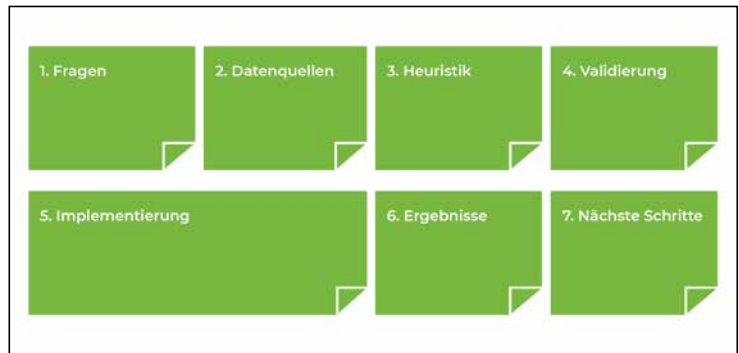 1. Fragen
2. Datenquellen
3. Heuristik
4. Validierung
5. Implementierung
6. Ergebnisse
7. Nächste Schritte